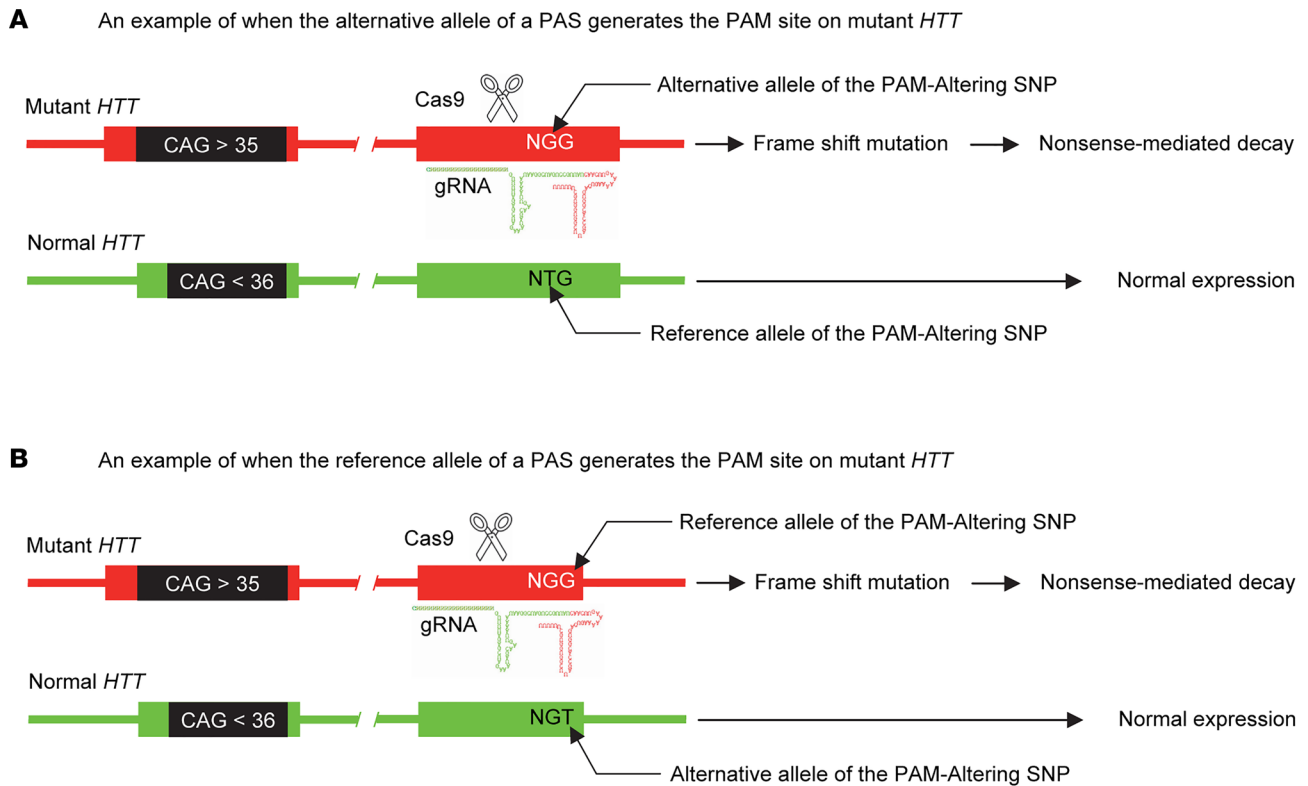 A An example of when the alternative allele of a PAS generates the PAM site on mutant HTT
Alternative allele of the PAM-Altering SNP
Mutant HTT
Cas9
CAG > 35
NGG
Frame shift mutation
Nonsense-mediated decay
gRNA
Normal HTT
CAG < 36
NTG
Normal expression
Reference allele of the PAM-Altering SNP
B An example of when the reference allele of a PAS generates the PAM site on mutant HTT
Reference allele of the PAM-Altering SNP
Mutant HTT
Cas9
CAG > 35
NGG
Frame shift mutation
Nonsense-mediated decay
gRNA
Normal HTT
CAG < 36
NGT
Normal expression
Alternative allele of the PAM-Altering SNP